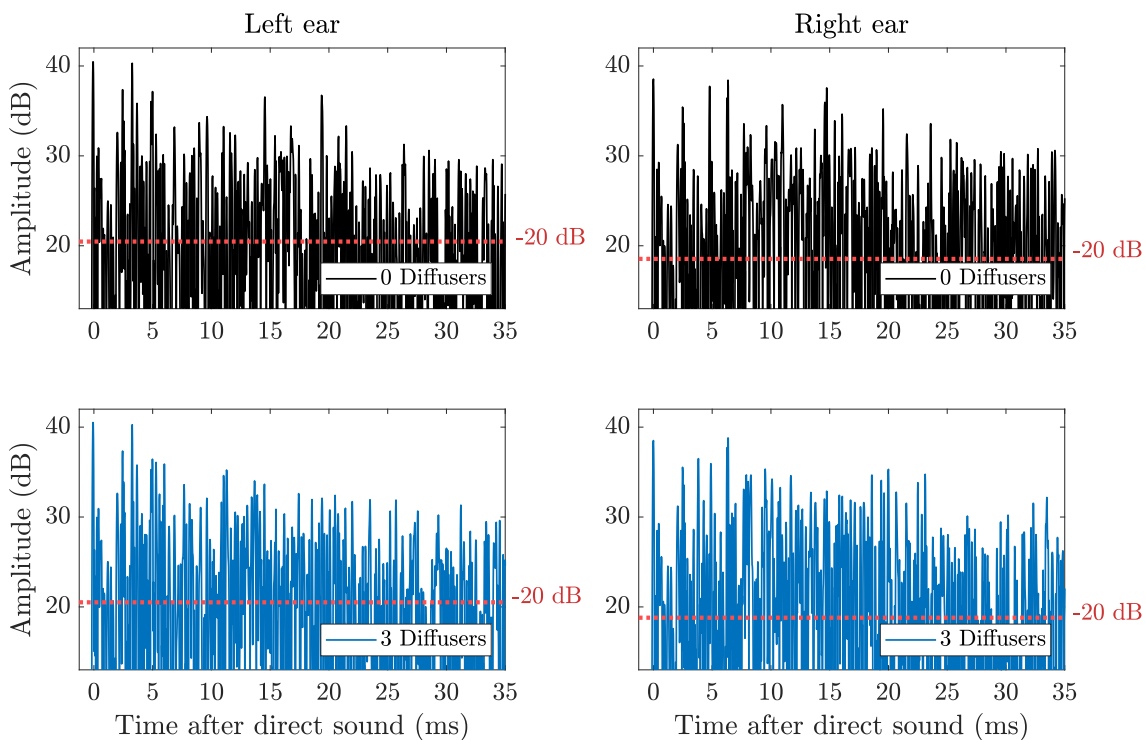 Left ear
Right ear
Amplitude (dB)
40
30
20
-20 dB
0 Diffusers
0 5 10 15 20 25 30 35
40
30
20
-20 dB
0 Diffusers
0 5 10 15 20 25 30 35
Amplitude (dB)
40
30
20
-20 dB
3 Diffusers
0 5 10 15 20 25 30 35
Time after direct sound (ms)
40
30
20
-20 dB
3 Diffusers
0 5 10 15 20 25 30 35
Time after direct sound (ms)